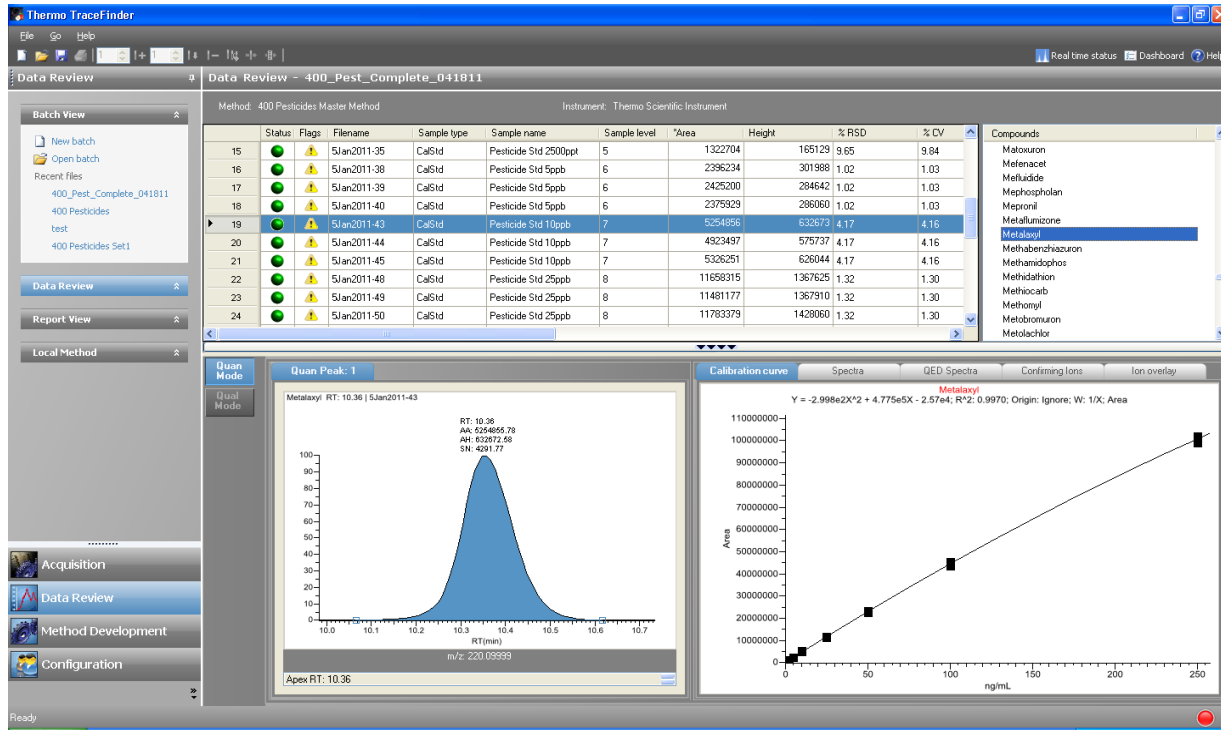 Thermo TraceFinder
File Go Help
1 1
Real time status Dashboard Help
Data Review
Data Review - 400_Pest_Complete_041811
Batch View
New batch
Open batch
Recent files
400_Pest_Complete_041811
400 Pesticides
test
400 Pesticides Set1
Data Review
Report View
Local Method
Acquisition
Data Review
Method Development
Configuration
Method: 400 Pesticides Master Method Instrument: Thermo Scientific Instrument
Status Flags Filename Sample type Sample name Sample level *Area Height % RSD % CV
15 5Jan2011-35 CalStd Pesticide Std 2500ppt 5 1322704 165129 9.65 9.84
16 5Jan2011-38 CalStd Pesticide Std 5ppb 6 2396234 301988 1.02 1.03
17 5Jan2011-39 CalStd Pesticide Std 5ppb 6 2425200 284642 1.02 1.03
18 5Jan2011-40 CalStd Pesticide Std 5ppb 6 2375929 286060 1.02 1.03
19 5Jan2011-43 CalStd Pesticide Std 10ppb 7 5254856 632673 4.17 4.16
20 5Jan2011-44 CalStd Pesticide Std 10ppb 7 4923497 575737 4.17 4.16
21 5Jan2011-45 CalStd Pesticide Std 10ppb 7 5326251 626044 4.17 4.16
22 5Jan2011-48 CalStd Pesticide Std 25ppb 8 11658315 1367625 1.32 1.30
23 5Jan2011-49 CalStd Pesticide Std 25ppb 8 11481177 1367910 1.32 1.30
24 5Jan2011-50 CalStd Pesticide Std 25ppb 8 11783379 1428060 1.32 1.30
Compounds
Matoxuron
Mefenacet
Mefluidide
Mephospholan
Mepronil
Metaflumizone
Metalaxyl
Methabenzhiazuron
Methamidophos
Methidathion
Methiocarb
Methomyl
Metobromuron
Metolachlor
Quan Mode
Qual Mode
Quan Peak: 1
Metalaxyl RT: 10.36 | 5Jan2011-43
RT: 10.36
AA: 5254855.78
AH: 632672.58
SN: 4291.77
100
90
80
70
60
50
40
30
20
10
0
10.0 10.1 10.2 10.3 10.4 10.5 10.6 10.7
RT(min)
m/z: 220.09999
Apex RT: 10.36
Calibration curve Spectra QED Spectra Confirming Ions Ion overlay
Metalaxyl
Y = -2.998e2X^2 + 4.775e5X - 2.57e4; R^2: 0.9970; Origin: Ignore; W: 1/X; Area
110000000
100000000
90000000
80000000
70000000
60000000
50000000
40000000
30000000
20000000
10000000
0
Area
0 50 100 150 200 250
ng/mL
Ready